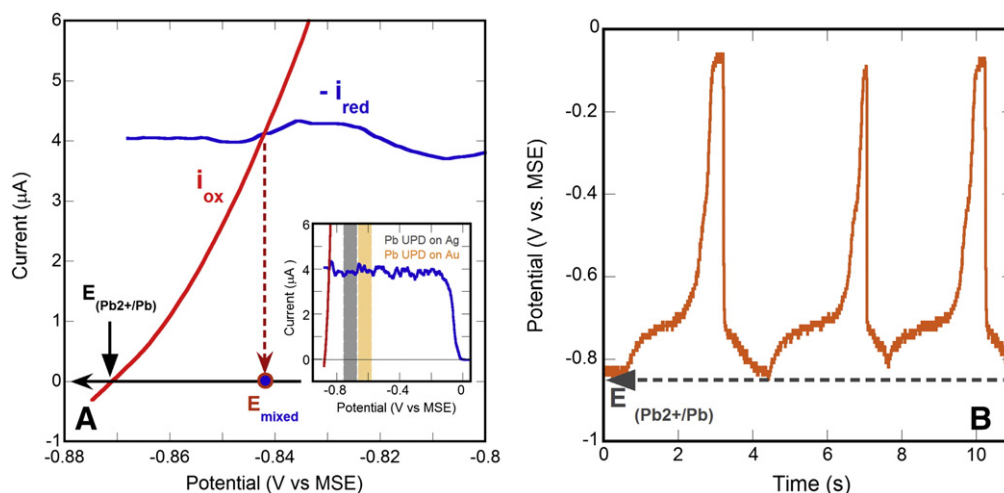 6
5
4
3
2
1
0
-1
Current (μA)
- i red
i ox
E (Pb2+/Pb)
A
E mixed
-0.88
-0.86
-0.84
-0.82
-0.8
Potential (V vs MSE)
6
4
2
0
Current (μA)
Pb UPD on Ag
Pb UPD on Au
-0.8
-0.4
0
Potential (V vs MSE)
0
-0.2
-0.4
-0.6
-0.8
-1
Potential (V vs. MSE)
E (Pb2+/Pb)
B
0
2
4
6
8
10
Time (s)